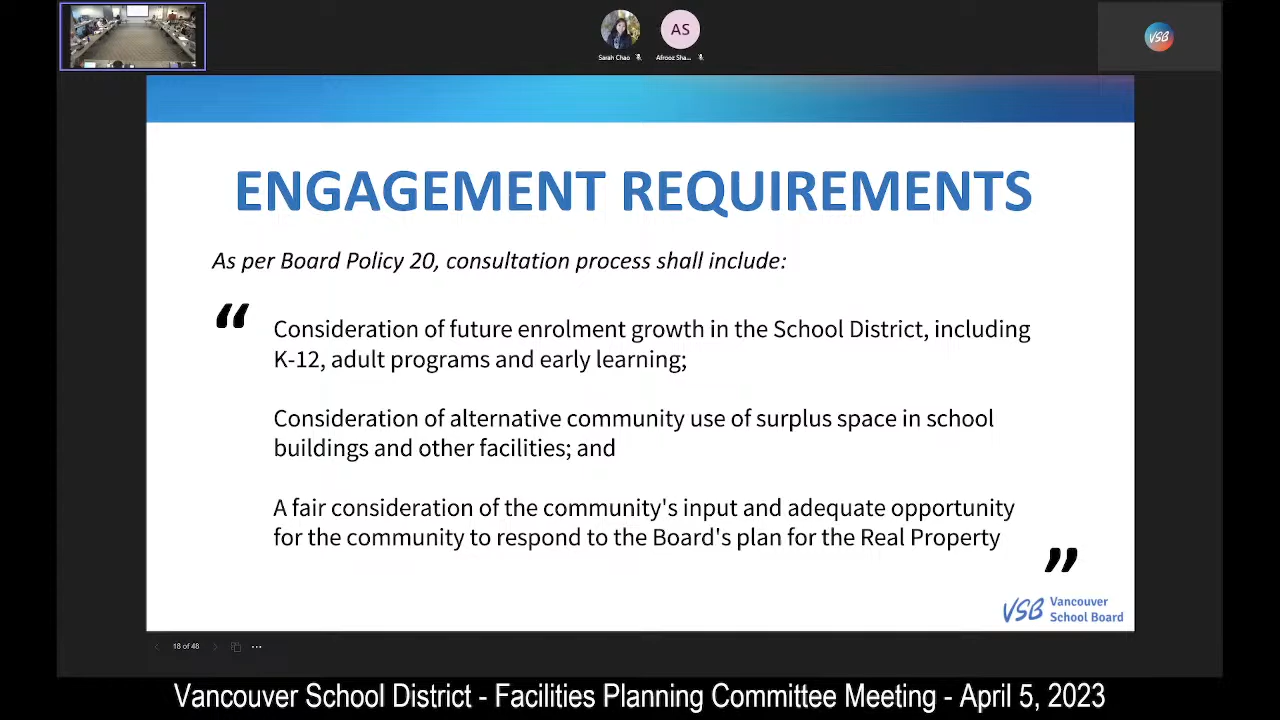 Sarah Chao
AS
Afrooz Sha...
VSB
ENGAGEMENT REQUIREMENTS
As per Board Policy 20, consultation process shall include:
“
Consideration of future enrolment growth in the School District, including
K-12, adult programs and early learning;
Consideration of alternative community use of surplus space in school
buildings and other facilities; and
A fair consideration of the community's input and adequate opportunity
for the community to respond to the Board's plan for the Real Property
”
VSB Vancouver
School Board
18 of 48
Vancouver School District - Facilities Planning Committee Meeting - April 5, 2023